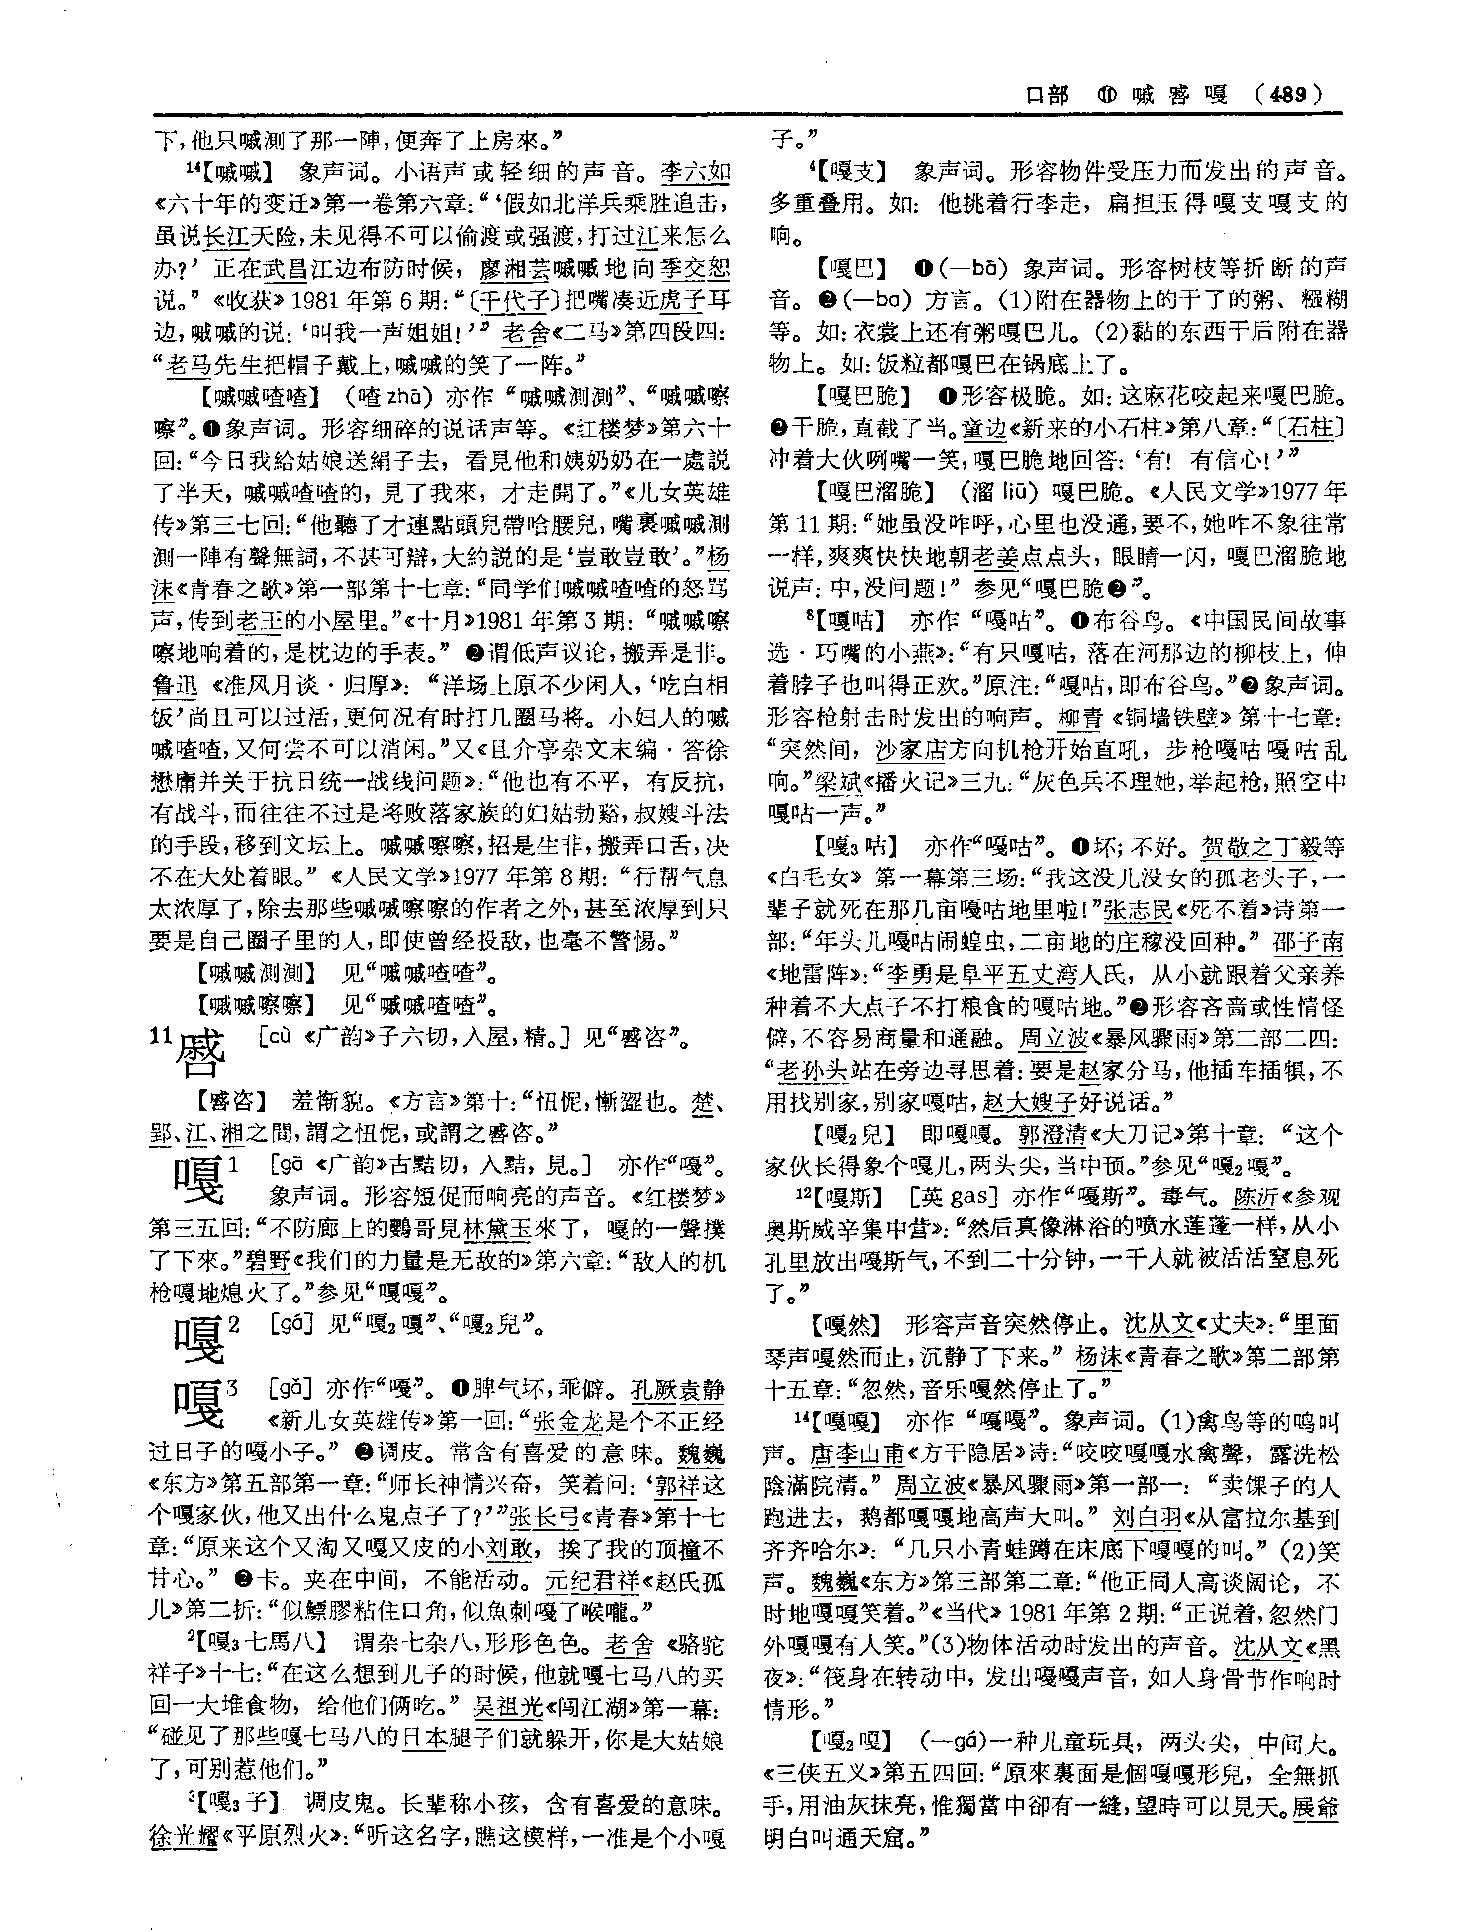 口部 ⑪ 嘁 嘁 嘎 （489）
下，他只嘁測了那一陣，便奔了上房來。”
14【嘁嘁】 象声词。小语声或轻细的声音。李六如
《六十年的变迁》第一卷第六章：“‘假如北洋兵乘胜追击，
虽说长江天险，未见得不可以偷渡或强渡，打过江来怎么
办？’ 正在武昌江边布防时候，廖湘芸嘁嘁地向季交恕
说。” 《收获》1981年第6期：“〔千代子〕把嘴凑近虎子耳
边，嘁嘁的说：‘叫我一声姐姐！’” 老舍《二马》第四段四：
“老马先生把帽子戴上，嘁嘁的笑了一阵。”
【嘁嘁喳喳】 （喳zhā）亦作“嘁嘁測測”、“嘁嘁嚓
嚓”。❶象声词。形容细碎的说话声等。《红楼梦》第六十
回：“今日我給姑娘送絹子去，看見他和姨奶奶在一處説
了半天，嘁嘁喳喳的，見了我來，才走開了。”《儿女英雄
传》第三七回：“他聽了才連點頭兒帶哈腰兒，嘴裏嘁嘁測
測一陣有聲無詞，不甚可辯，大約説的是‘豈敢豈敢’。”杨
沫《青春之歌》第一部第十七章：“同学们嘁嘁喳喳的怒骂
声，传到老王的小屋里。”《十月》1981年第3期：“嘁嘁嚓
嚓地响着的，是枕边的手表。” ❷谓低声议论，搬弄是非。
鲁迅《准风月谈·归厚》：“洋场上原不少闲人，‘吃白相
饭’尚且可以过活，更何况有时打几圈马将。小妇人的嘁
嘁喳喳，又何尝不可以消闲。”又《且介亭杂文末编·答徐
懋庸并关于抗日统一战线问题》：“他也有不平，有反抗，
有战斗，而往往不过是将败落家族的妇姑勃谿，叔嫂斗法
的手段，移到文坛上。嘁嘁嚓嚓，招是生非，搬弄口舌，决
不在大处着眼。” 《人民文学》1977年第8期：“行帮气息
太浓厚了，除去那些嘁嘁嚓嚓的作者之外，甚至浓厚到只
要是自己圈子里的人，即使曾经投敌，也毫不警惕。”
【嘁嘁測測】 见“嘁嘁喳喳”。
【嘁嘁嚓嚓】 见“嘁嘁喳喳”。
11 慼 ［cù 《广韵》子六切，入屋，精。］见“慼咨”。
【慼咨】 羞惭貌。《方言》第十：“忸怩，慚歰也。楚、
郢、江、湘之間，謂之忸怩，或謂之慼咨。”
嘎1 ［gā 《广韵》古黠切，入黠，見。］ 亦作“嘎”。
象声词。形容短促而响亮的声音。《红楼梦》
第三五回：“不防廊上的鸚哥見林黛玉來了，嘎的一聲撲
了下來。”碧野《我们的力量是无敌的》第六章：“敌人的机
枪嘎地熄火了。”参见“嘎嘎”。
嘎2 ［gá］见“嘎2嘎”、“嘎2兒”。
嘎3 ［gǎ］亦作“嘎”。❶脾气坏，乖僻。孔厥袁静
《新儿女英雄传》第一回：“张金龙是个不正经
过日子的嘎小子。” ❷调皮。常含有喜爱的意味。魏巍
《东方》第五部第一章：“师长神情兴奋，笑着问：‘郭祥这
个嘎家伙，他又出什么鬼点子了？’”张长弓《青春》第十七
章：“原来这个又淘又嘎又皮的小刘敢，挨了我的顶撞不
甘心。” ❷卡。夹在中间，不能活动。元纪君祥《赵氏孤
儿》第二折：“似鰾膠粘住口角，似魚刺嘎了喉嚨。”
2【嘎3七馬八】 谓杂七杂八，形形色色。老舍《骆驼
祥子》十七：“在这么想到儿子的时候，他就嘎七马八的买
回一大堆食物，给他们俩吃。” 吴祖光《闯江湖》第一幕：
“碰见了那些嘎七马八的日本腿子们就躲开，你是大姑娘
了，可别惹他们。”
3【嘎3子】 调皮鬼。长辈称小孩，含有喜爱的意味。
徐光耀《平原烈火》：“听这名字，瞧这模样，一准是个小嘎
子。”
4【嘎支】 象声词。形容物件受压力而发出的声音。
多重叠用。如：他挑着行李走，扁担压得嘎支嘎支的
响。
【嘎巴】 ❶（—bā）象声词。形容树枝等折断的声
音。❷（—ba）方言。（1）附在器物上的干了的粥、糨糊
等。如：衣裳上还有粥嘎巴儿。（2）黏的东西干后附在器
物上。如：饭粒都嘎巴在锅底上了。
【嘎巴脆】 ❶形容极脆。如：这麻花咬起来嘎巴脆。
❷干脆，直截了当。童边《新来的小石柱》第八章：“〔石柱〕
冲着大伙咧嘴一笑，嘎巴脆地回答：‘有！有信心！’”
【嘎巴溜脆】 （溜liū）嘎巴脆。《人民文学》1977年
第11期：“她虽没咋呼，心里也没通，要不，她咋不象往常
一样，爽爽快快地朝老姜点点头，眼睛一闪，嘎巴溜脆地
说声：中，没问题！” 参见“嘎巴脆❷”。
8【嘎咕】 亦作“嘎咕”。❶布谷鸟。《中国民间故事
选·巧嘴的小燕》：“有只嘎咕，落在河那边的柳枝上，伸
着脖子也叫得正欢。”原注：“嘎咕，即布谷鸟。”❷象声词。
形容枪射击时发出的响声。柳青《铜墙铁壁》第十七章：
“突然间，沙家店方向机枪开始直吼，步枪嘎咕嘎咕乱
响。”梁斌《播火记》三九：“灰色兵不理她，举起枪，照空中
嘎咕一声。”
【嘎3咕】 亦作“嘎咕”。❶坏；不好。贺敬之丁毅等
《白毛女》第一幕第三场：“我这没儿没女的孤老头子，一
辈子就死在那几亩嘎咕地里啦！”张志民《死不着》诗第一
部：“年头儿嘎咕闹蝗虫，二亩地的庄稼没回种。” 邵子南
《地雷阵》：“李勇是阜平五丈湾人氏，从小就跟着父亲养
种着不大点子不打粮食的嘎咕地。”❷形容吝啬或性情怪
僻，不容易商量和通融。周立波《暴风骤雨》第二部二四：
“老孙头站在旁边寻思着：要是赵家分马，他插车插犋，不
用找别家，别家嘎咕，赵大嫂子好说话。”
【嘎2兒】 即嘎嘎。郭澄清《大刀记》第十章：“这个
家伙长得象个嘎儿，两头尖，当中顸。”参见“嘎2嘎”。
12【嘎斯】 ［英 gas］亦作“嘎斯”。毒气。陈沂《参观
奥斯威辛集中营》：“然后真像淋浴的喷水莲蓬一样，从小
孔里放出嘎斯气，不到二十分钟，一千人就被活活窒息死
了。”
【嘎然】 形容声音突然停止。沈从文《丈夫》：“里面
琴声嘎然而止，沉静了下来。” 杨沫《青春之歌》第二部第
十五章：“忽然，音乐嘎然停止了。”
14【嘎嘎】 亦作“嘎嘎”。象声词。（1）禽鸟等的鸣叫
声。唐李山甫《方干隐居》诗：“咬咬嘎嘎水禽聲，露洗松
陰滿院清。” 周立波《暴风骤雨》第一部一：“卖馃子的人
跑进去，鹅都嘎嘎地高声大叫。” 刘白羽《从富拉尔基到
齐齐哈尔》：“几只小青蛙蹲在床底下嘎嘎的叫。”（2）笑
声。魏巍《东方》第三部第二章：“他正同人高谈阔论，不
时地嘎嘎笑着。”《当代》1981年第2期：“正说着，忽然门
外嘎嘎有人笑。”（3）物体活动时发出的声音。沈从文《黑
夜》：“筏身在转动中，发出嘎嘎声音，如人身骨节作响时
情形。”
【嘎2嘎】 （—gá）一种儿童玩具，两头尖，中间大。
《三侠五义》第五四回：“原來裏面是個嘎嘎形兒，全無抓
手，用油灰抹亮，惟獨當中卻有一縫，望時可以見天。展爺
明白叫通天窟。”